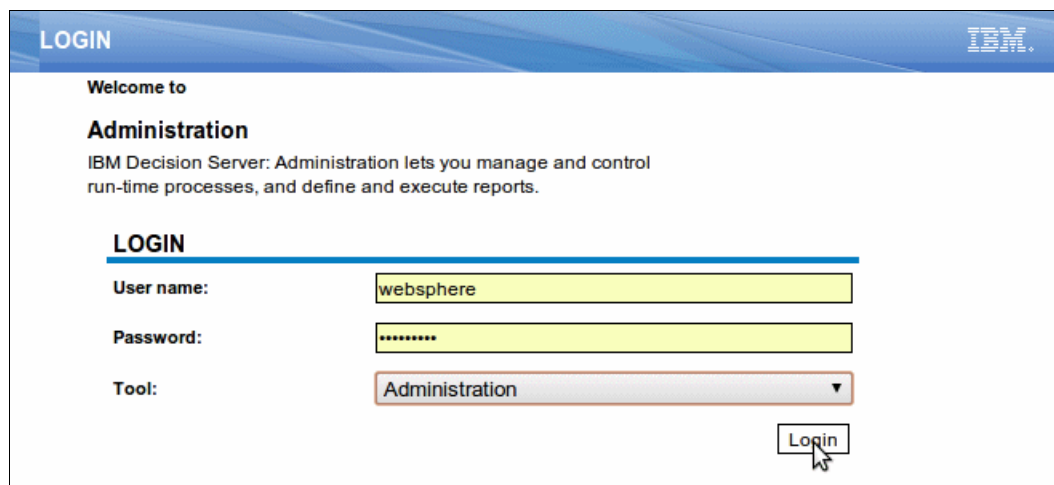 LOGIN
IBM.
Welcome to
Administration
IBM Decision Server: Administration lets you manage and control
run-time processes, and define and execute reports.
LOGIN
User name: websphere
Password: •••••••••
Tool: Administration
Login